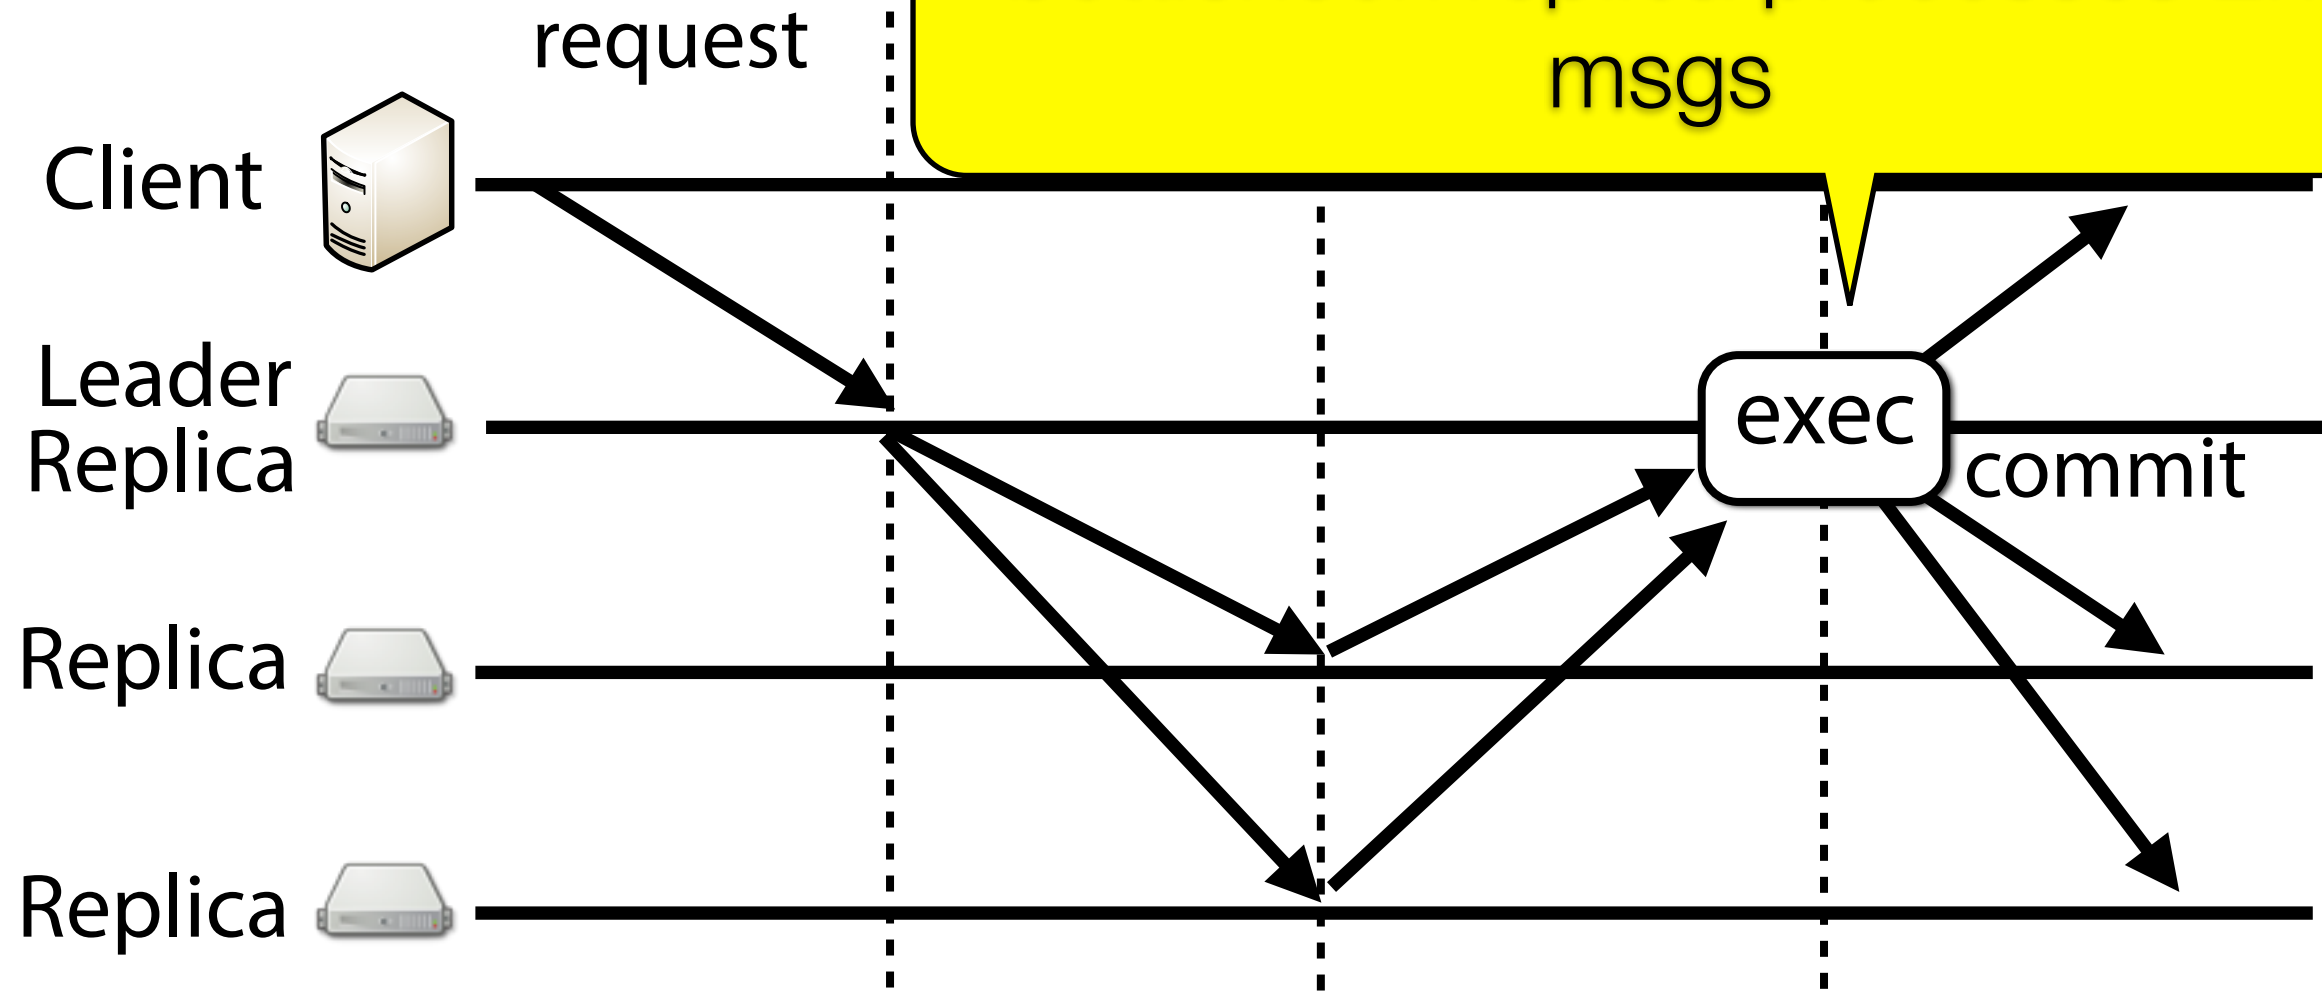 request
msgs
Client
Leader
Replica
exec
commit
Replica
Replica